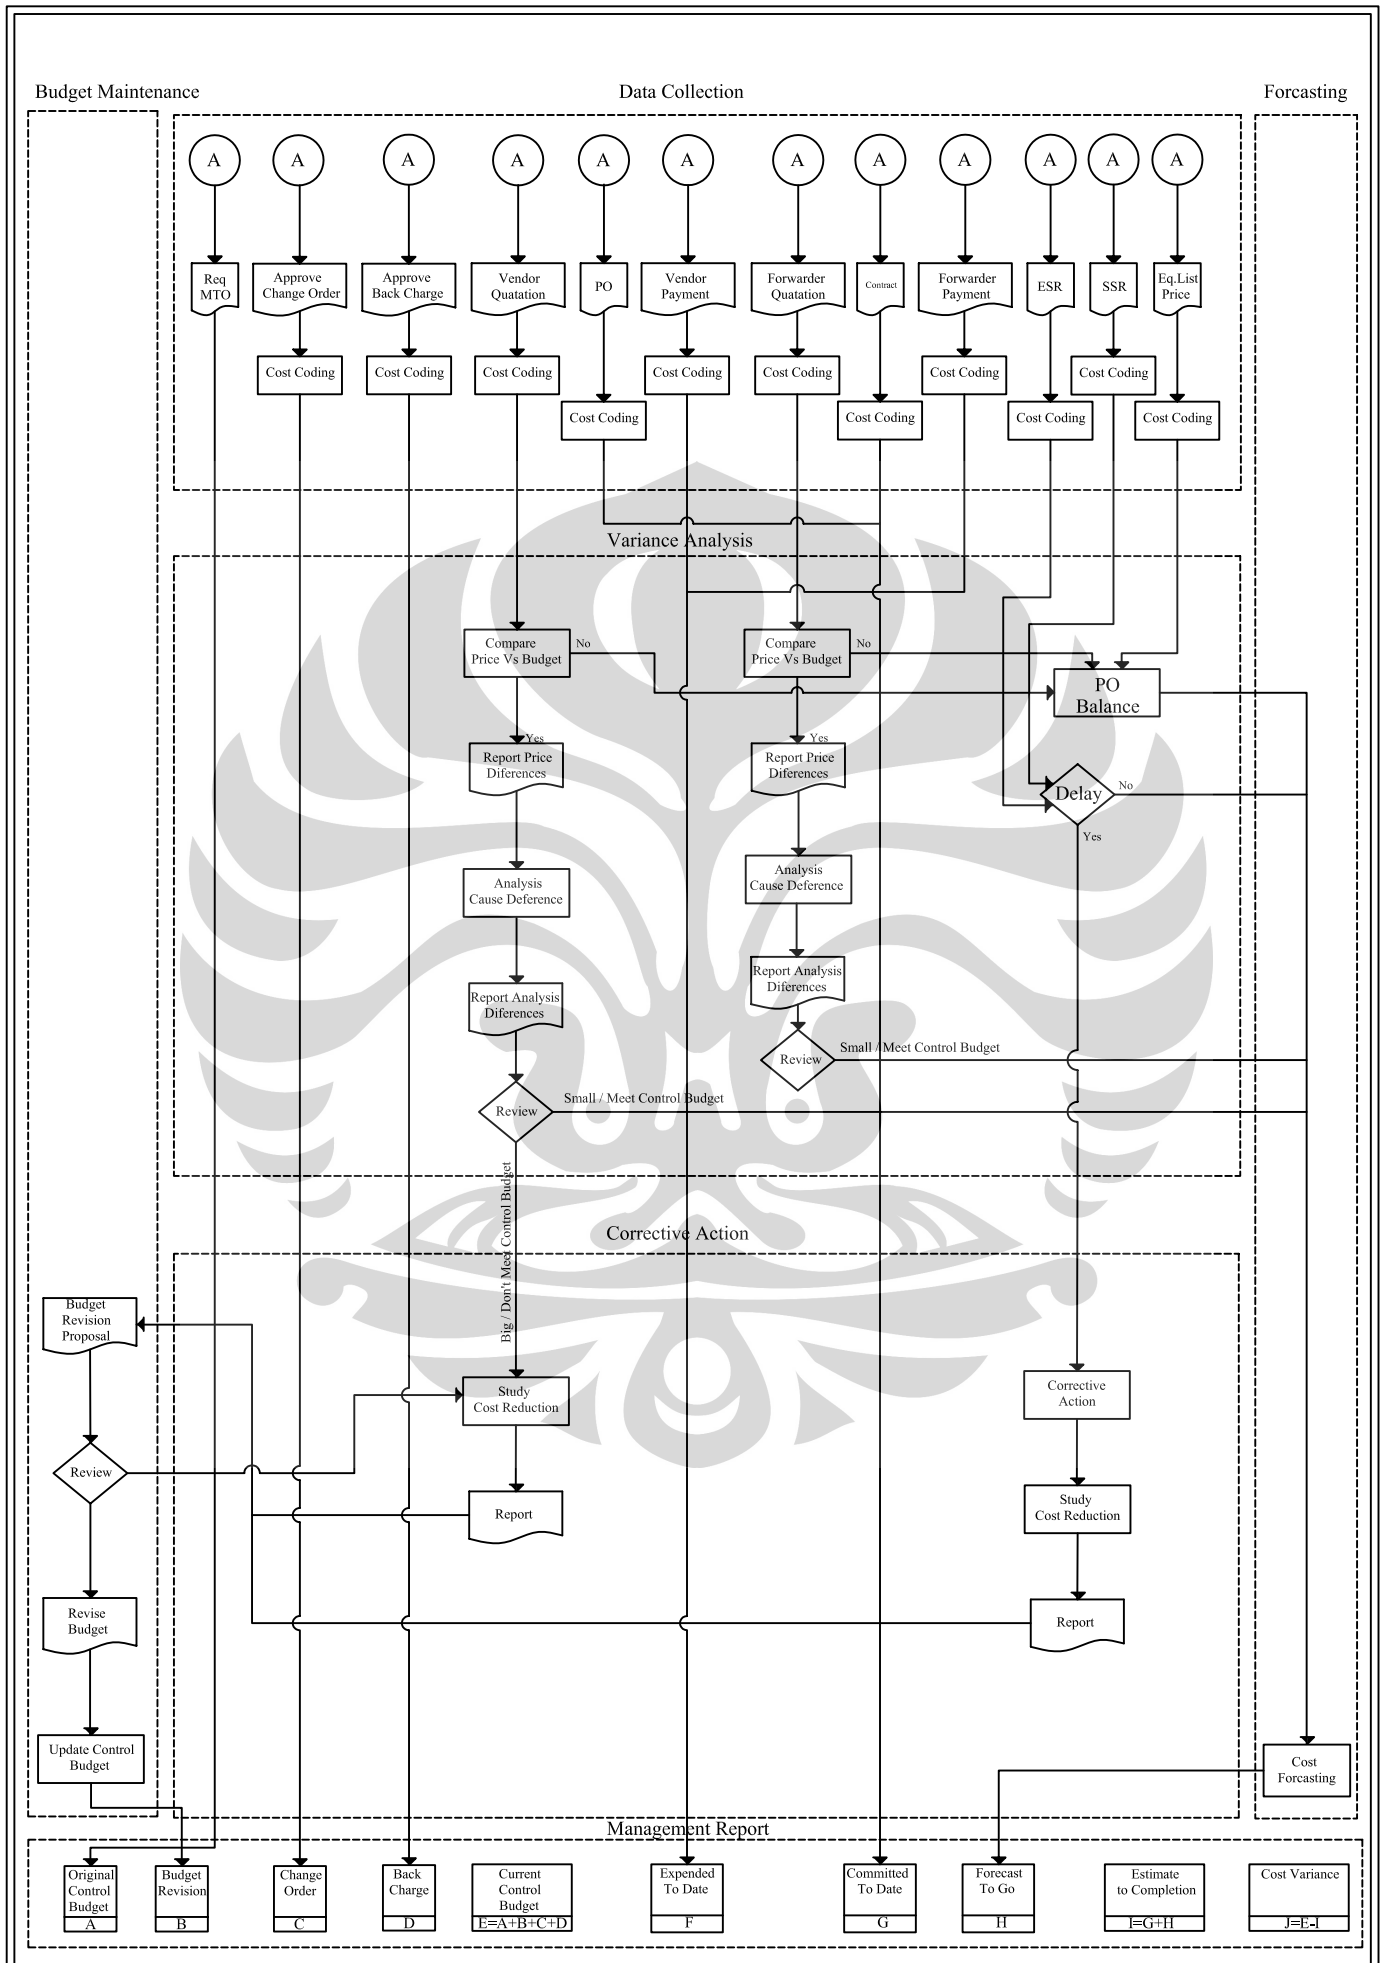 Budget Maintenance
Data Collection
Forcasting
A
A
A
A
A
A
A
A
A
A
A
A
Req
MTO
Approve
Change Order
Approve
Back Charge
Vendor
Quatation
PO
Vendor
Payment
Forwarder
Quatation
Contract
Forwarder
Payment
ESR
SSR
Eq.List
Price
Cost Coding
Cost Coding
Cost Coding
Cost Coding
Cost Coding
Cost Coding
Cost Coding
Cost Coding
Cost Coding
Cost Coding
Cost Coding
Variance Analysis
Compare
Price Vs Budget
No
Compare
Price Vs Budget
No
PO
Balance
Yes
Report Price
Diferences
Yes
Report Price
Diferences
Delay
No
Yes
Analysis
Cause Deference
Analysis
Cause Deference
Report Analysis
Diferences
Report Analysis
Diferences
Review
Small / Meet Control Budget
Review
Small / Meet Control Budget
Big / Don't Meet Control Budget
Corrective Action
Budget
Revision
Proposal
Study
Cost Reduction
Corrective
Action
Review
Report
Study
Cost Reduction
Revise
Budget
Report
Update Control
Budget
Cost
Forcasting
Management Report
Original
Control
Budget
A
Budget
Revision
B
Change
Order
C
Back
Charge
D
Current
Control
Budget
E=A+B+C+D
Expended
To Date
F
Committed
To Date
G
Forecast
To Go
H
Estimate
to Completion
I=G+H
Cost Variance
J=E-I